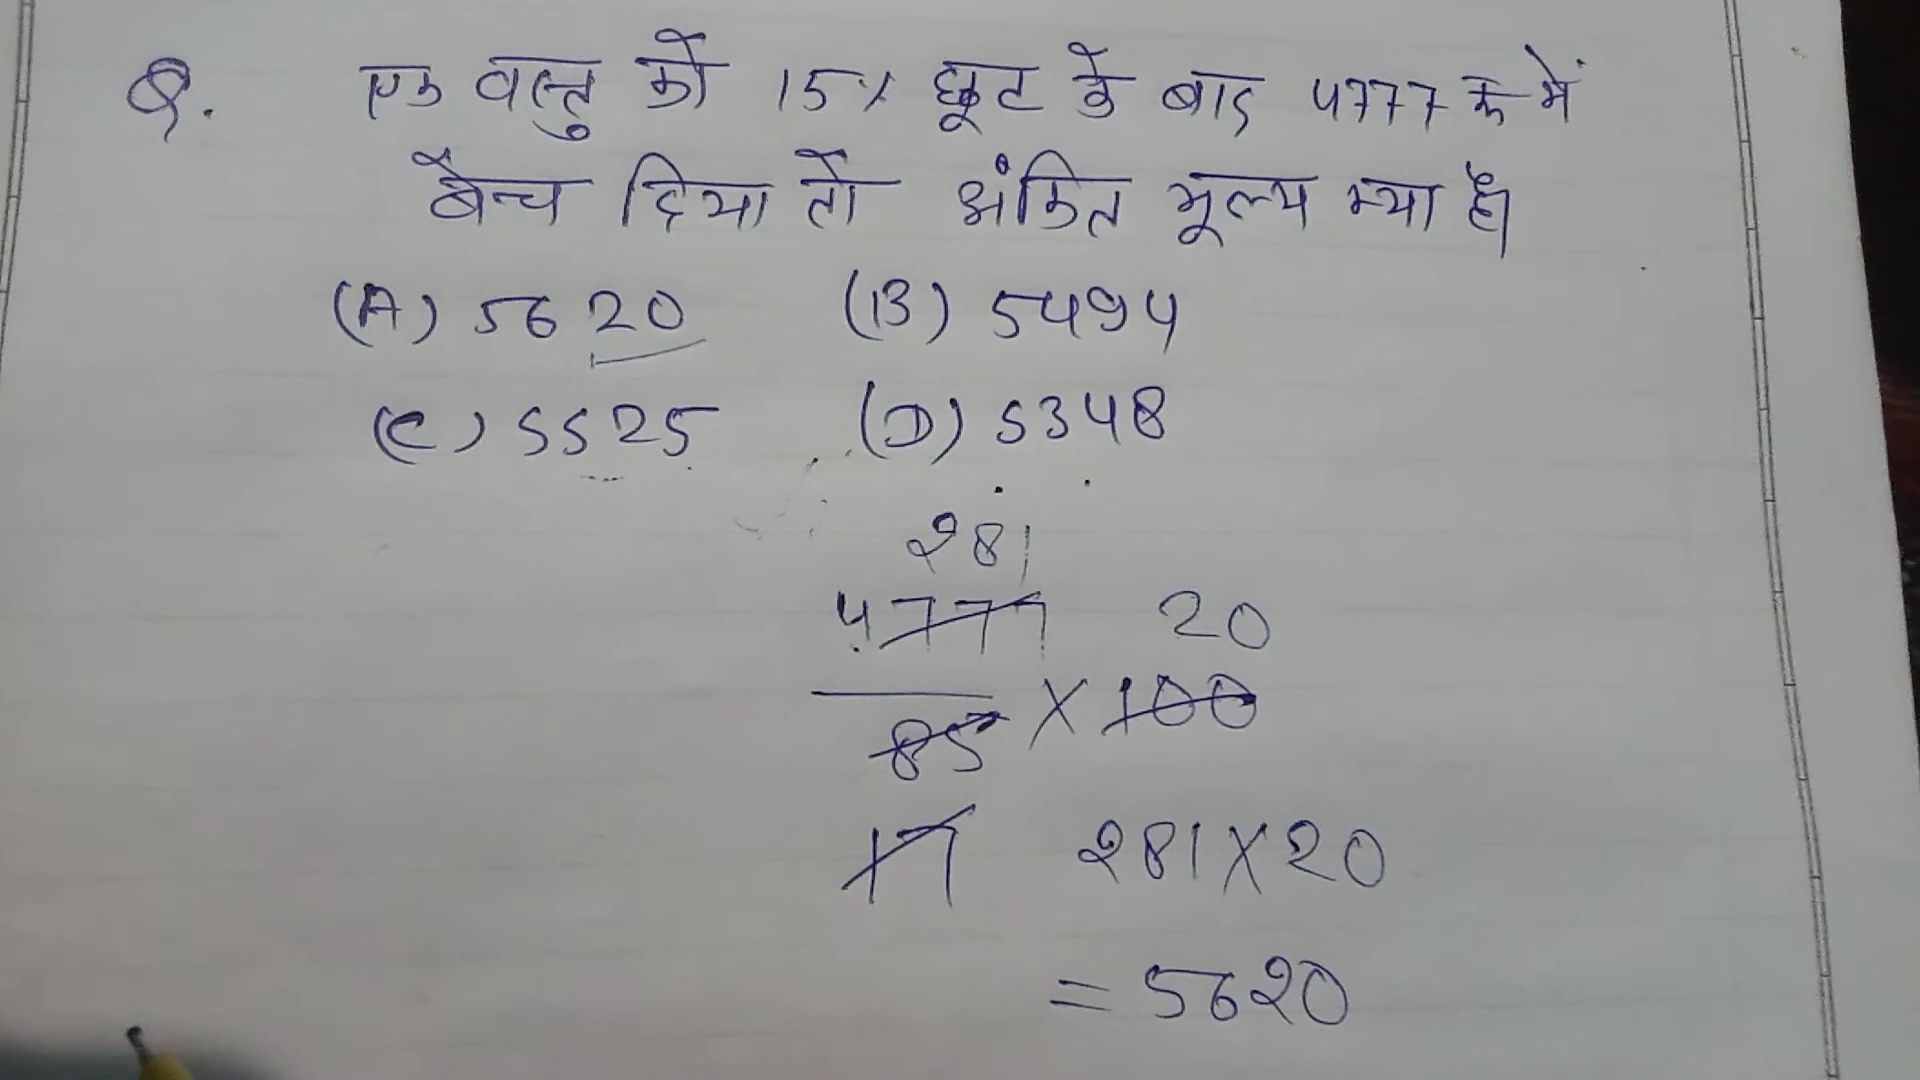 Q. एक वस्तु को 15% छूट के बाद 4777 रू में
बेच दिया तो अंकित मूल्य क्या है।
(A) 5620 (B) 5494
(C) 5525 (D) 5348
281
4777 20
85 × 100
17 281 × 20
= 5620